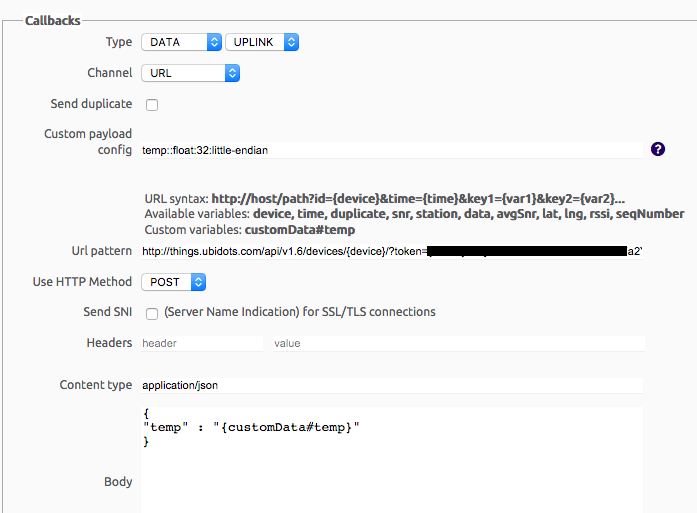 Callbacks
Type DATA UPLINK
Channel URL
Send duplicate
Custom payload
config temp::float:32:little-endian ?
URL syntax: http://host/path?id={device}&time={time}&key1={var1}&key2={var2}...
Available variables: device, time, duplicate, snr, station, data, avgSnr, lat, lng, rssi, seqNumber
Custom variables: customData#temp
Url pattern http://things.ubidots.com/api/v1.6/devices/{device}/?token= a2
Use HTTP Method POST
Send SNI (Server Name Indication) for SSL/TLS connections
Headers header value
Content type application/json
{
"temp" : "{customData#temp}"
}
Body